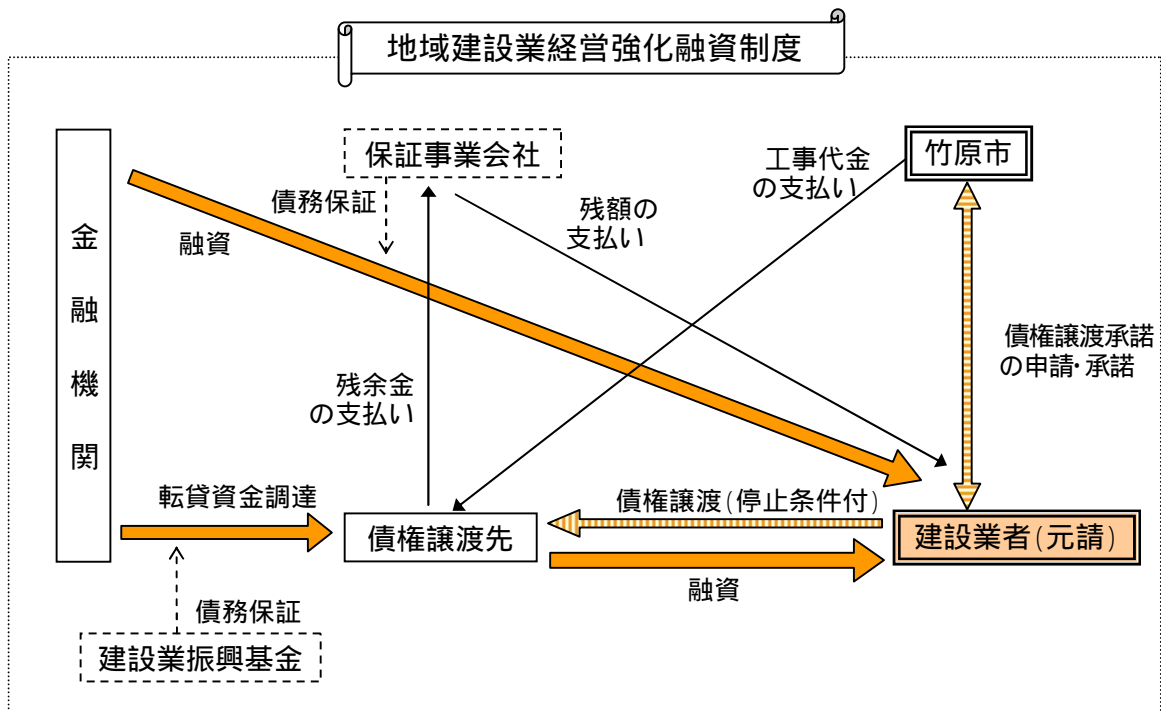 地域建設業経営強化融資制度
保証事業会社
工事代金
の支払い
竹原市
債務保証
残額の
支払い
融資
金融機関
債権譲渡承諾
の申請・承諾
残余金
の支払い
転貸資金調達
債権譲渡(停止条件付)
債権譲渡先
建設業者(元請)
融資
債務保証
建設業振興基金